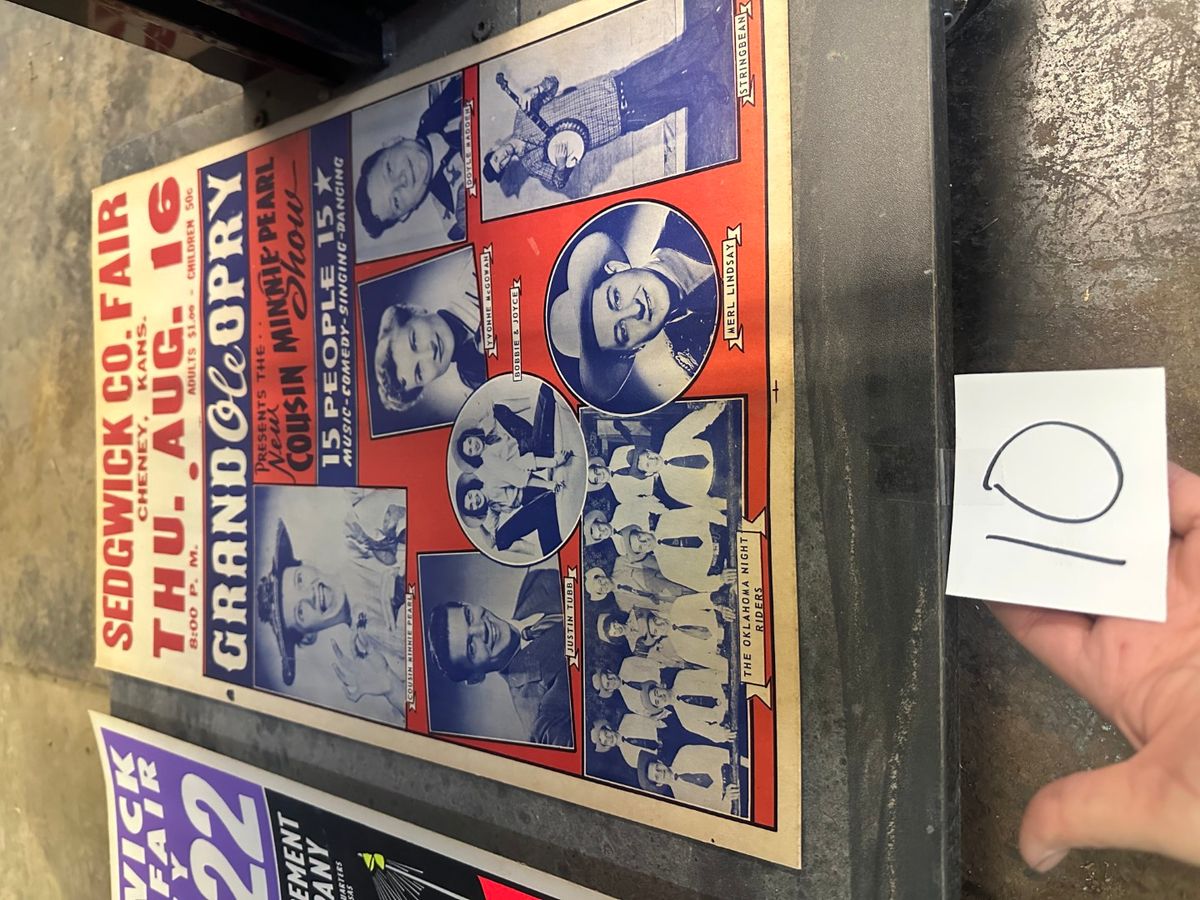 SEDGWICK CO. FAIR
CHENEY, KANS.
THU. AUG. 16
8:00 P. M. ADULTS $1.00 - CHILDREN 50c
GRAND Ole OPRY
PRESENTS THE..
New
COUSIN MINNIE PEARL
Show
15 PEOPLE 15
MUSIC-COMEDY-SINGING-DANCING
COUSIN MINNIE PEARL
YVONNE McGOWAN
DOYLE MADDEN
JUSTIN TUBB
BOBBIE & JOYCE
MERL LINDSAY
STRINGBEAN
THE OKLAHOMA NIGHT
RIDERS
10
WICK
FAIR
Y
22
EMENT
PANY